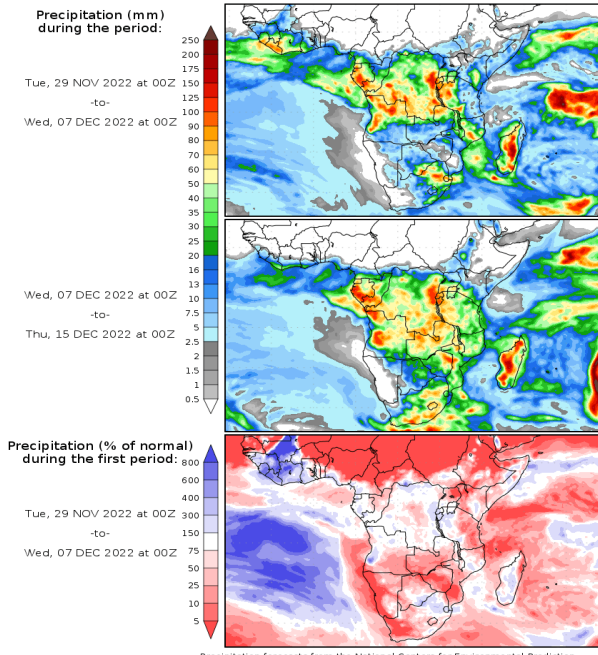 Precipitation (mm)
during the period:
250
200
175
150
125
100
90
80
70
60
50
40
35
30
25
20
16
13
10
7.5
5
2.5
2
1.5
1
0.5
Tue, 29 NOV 2022 at 00Z
-to-
Wed, 07 DEC 2022 at 00Z
Wed, 07 DEC 2022 at 00Z
-to-
Thu, 15 DEC 2022 at 00Z
Precipitation (% of normal)
during the first period:
800
600
400
300
150
75
50
25
10
5
Tue, 29 NOV 2022 at 00Z
-to-
Wed, 07 DEC 2022 at 00Z